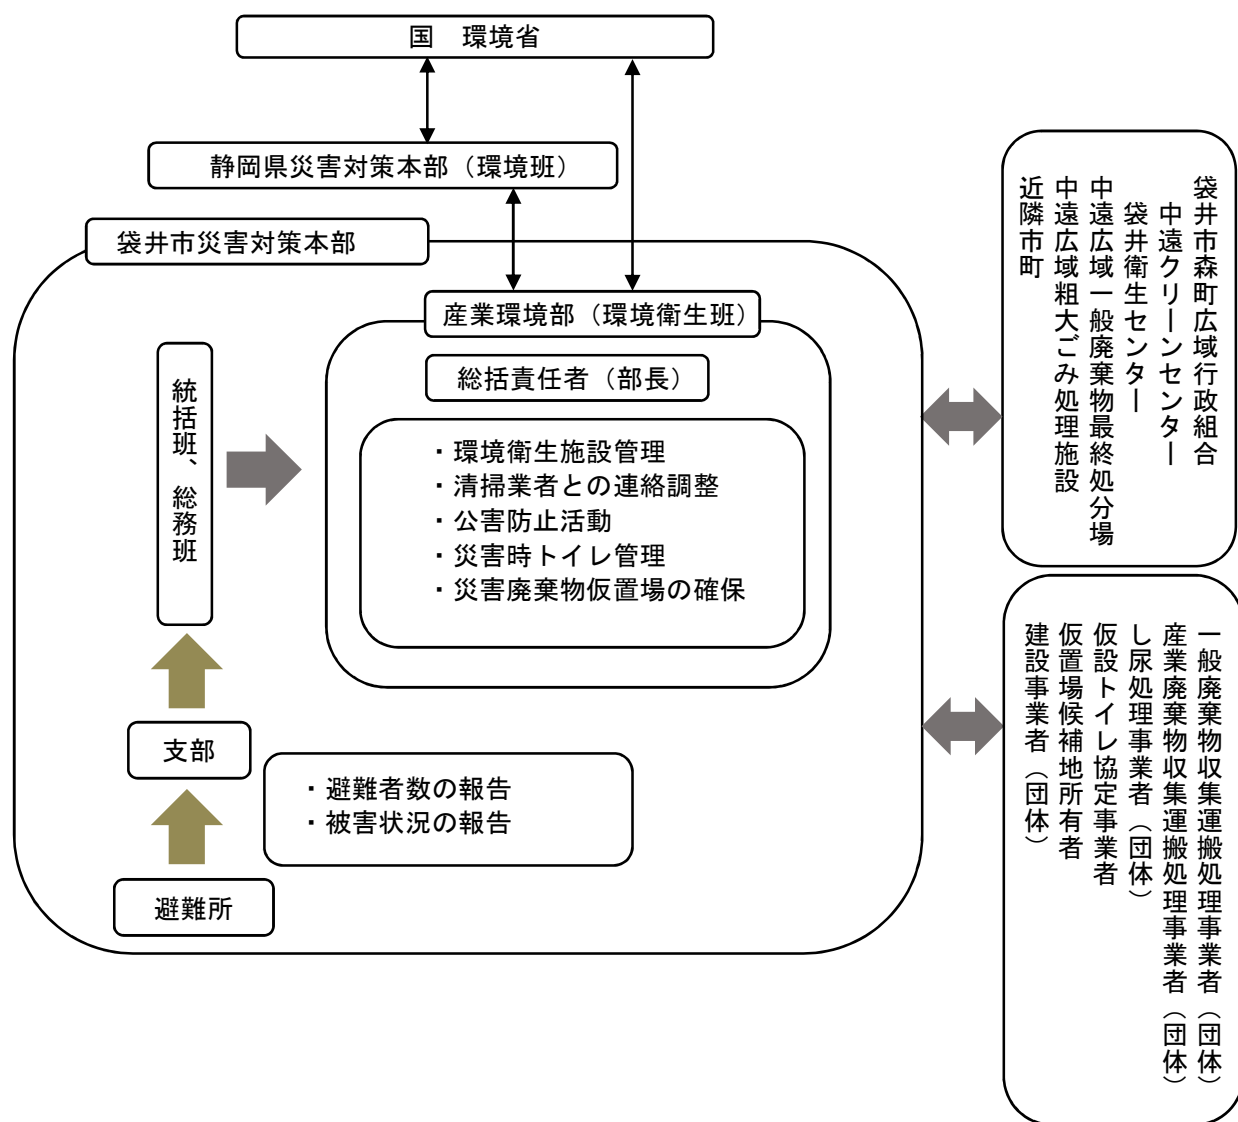 国　環境省
静岡県災害対策本部（環境班）
袋井市災害対策本部
産業環境部（環境衛生班）
総括責任者（部長）
・環境衛生施設管理
・清掃業者との連絡調整
・公害防止活動
・災害時トイレ管理
・災害廃棄物仮置場の確保
統括班、総務班
支部
・避難者数の報告
・被害状況の報告
避難所
袋井市森町広域行政組合
中遠クリーンセンター
袋井衛生センター
中遠広域一般廃棄物最終処分場
中遠広域粗大ごみ処理施設
近隣市町
一般廃棄物収集運搬処理事業者（団体）
産業廃棄物収集運搬処理事業者（団体）
し尿処理事業者（団体）
仮設トイレ協定事業者
仮置場候補地所有者
建設事業者（団体）